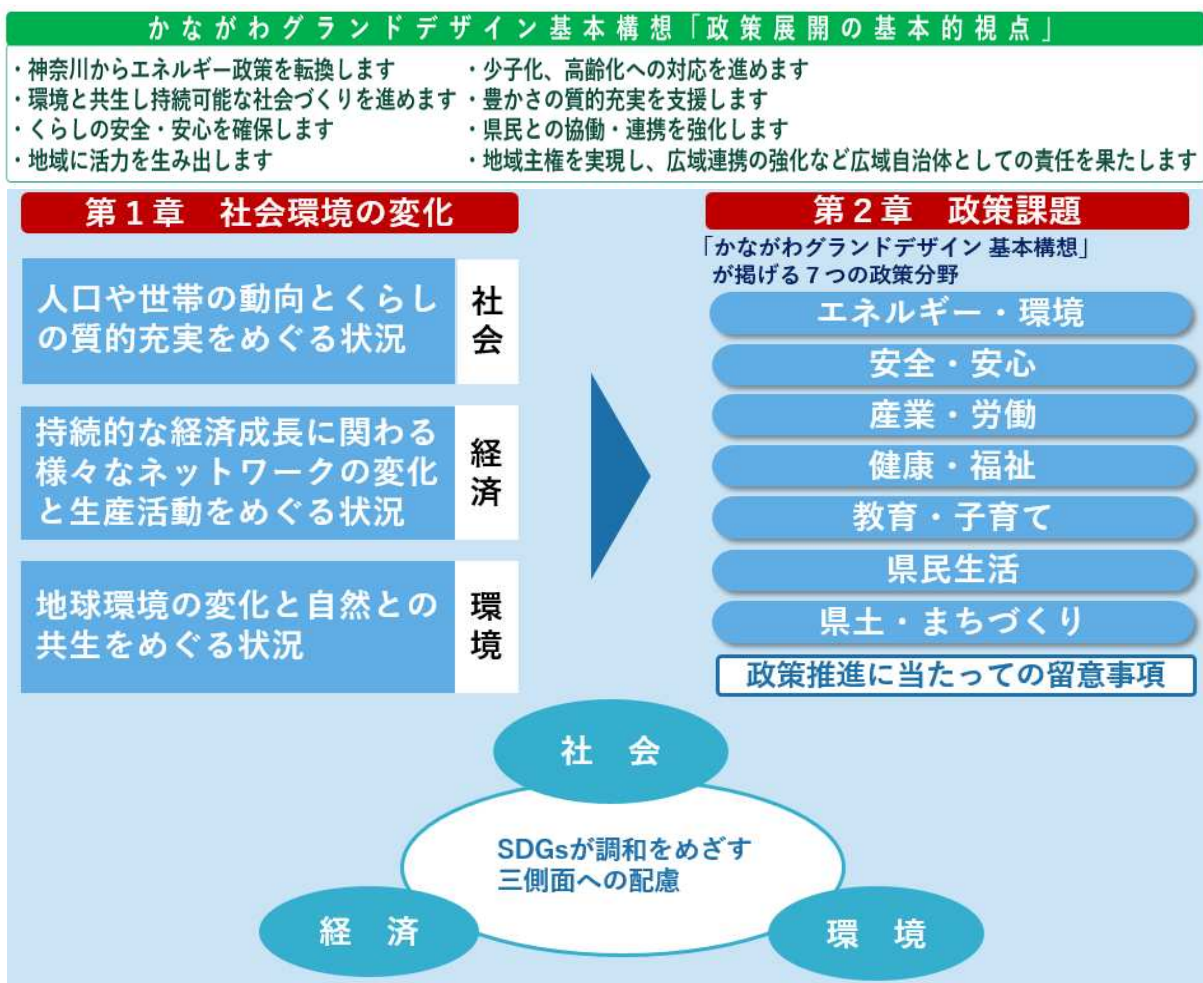 かながわグランドデザイン基本構想「政策展開の基本的視点」
・神奈川からエネルギー政策を転換します
・環境と共生し持続可能な社会づくりを進めます
・くらしの安全・安心を確保します
・地域に活力を生み出します
・少子化、高齢化への対応を進めます
・豊かさの質的充実を支援します
・県民との協働・連携を強化します
・地域主権を実現し、広域連携の強化など広域自治体としての責任を果たします
第１章　社会環境の変化
人口や世帯の動向とくらし
の質的充実をめぐる状況
社会
持続的な経済成長に関わる
様々なネットワークの変化
と生産活動をめぐる状況
経済
地球環境の変化と自然との
共生をめぐる状況
環境
第２章　政策課題
「かながわグランドデザイン 基本構想」
が掲げる７つの政策分野
エネルギー・環境
安全・安心
産業・労働
健康・福祉
教育・子育て
県民生活
県土・まちづくり
政策推進に当たっての留意事項
社　会
SDGsが調和をめざす
三側面への配慮
経　済
環　境